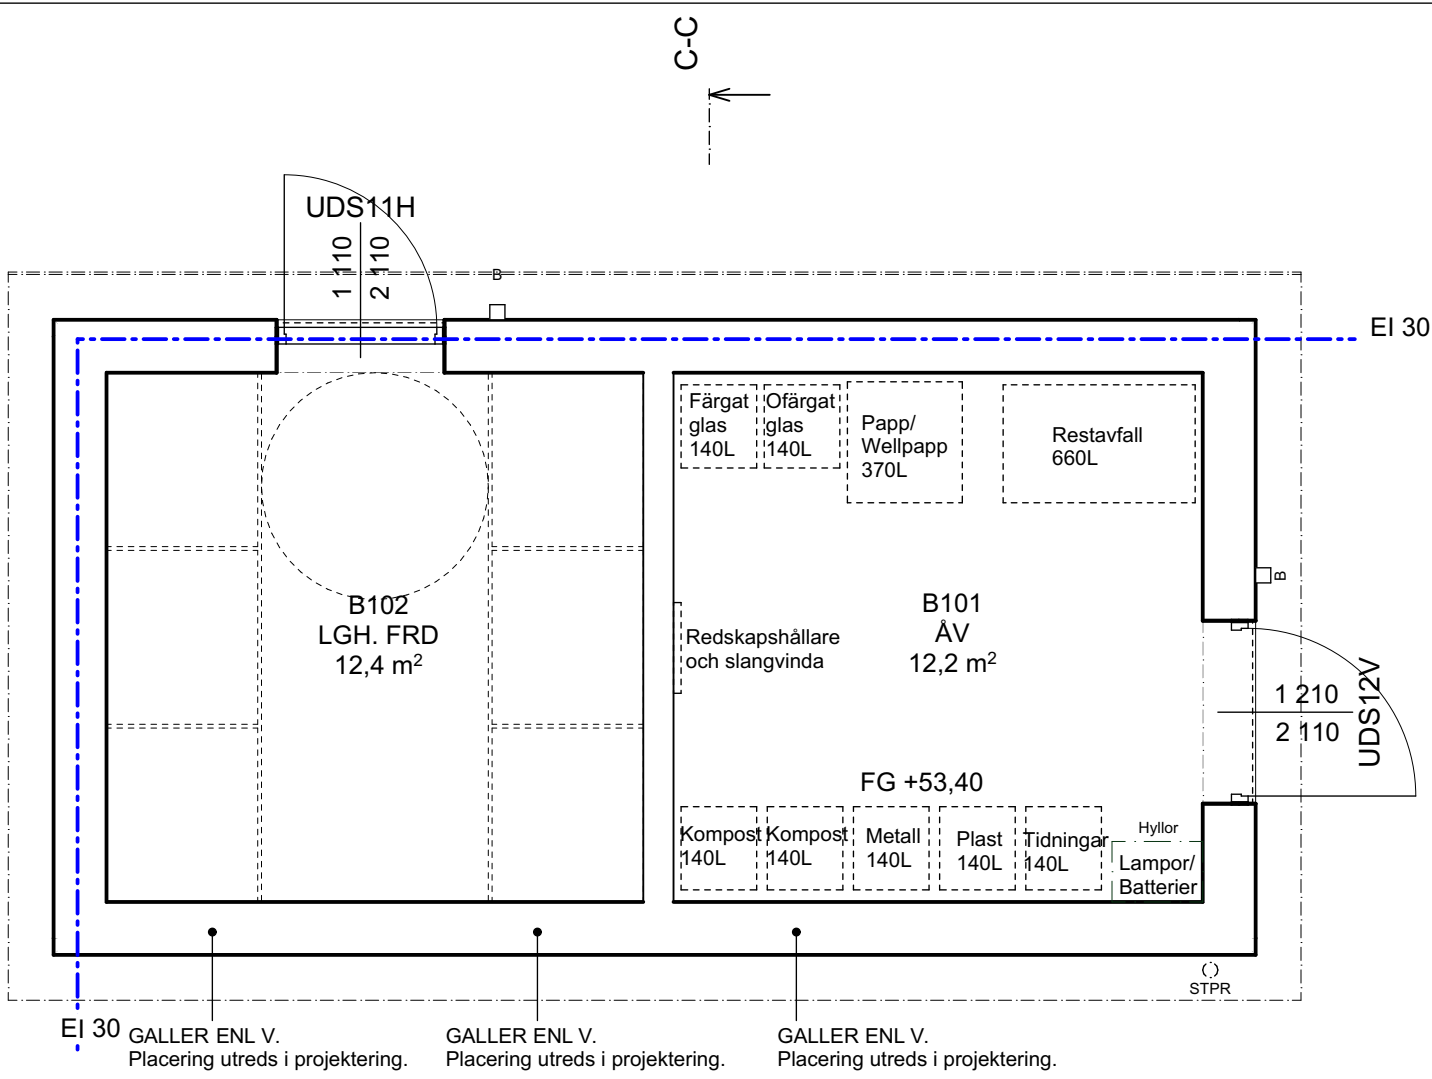 C-C
UDS11H
1 110
2 110
B
EI 30
Färgat
glas
140L
Ofärgat
glas
140L
Papp/
Wellpapp
370L
Restavfall
660L
B
B102
LGH. FRD
12,4 m²
Redskapshållare
och slangvinda
B101
ÅV
12,2 m²
1 210
2 110
UDS12V
FG +53,40
Kompost
140L
Kompost
140L
Metall
140L
Plast
140L
Tidningar
140L
Hyllor
Lampor/
Batterier
STPR
EI 30
GALLER ENL V.
Placering utreds i projektering.
GALLER ENL V.
Placering utreds i projektering.
GALLER ENL V.
Placering utreds i projektering.